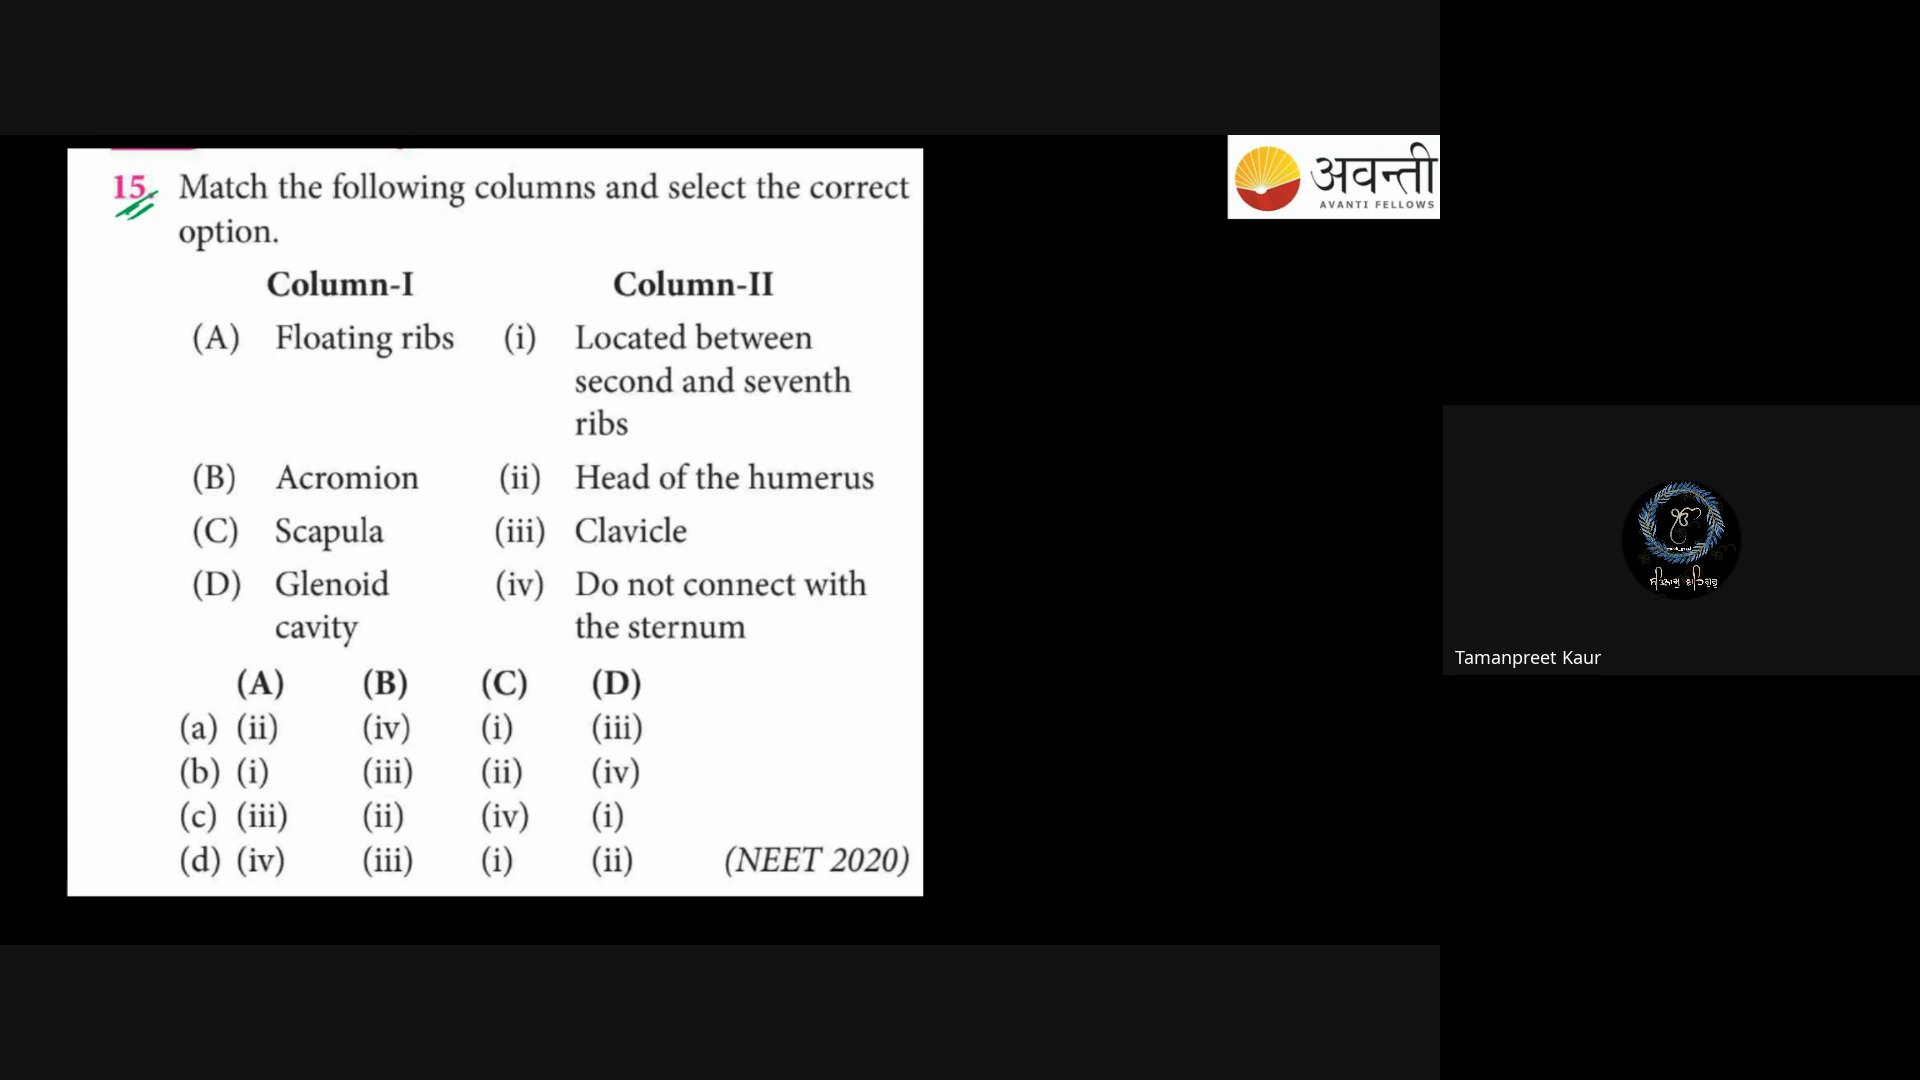 15. Match the following columns and select the correct
option.
Column-I Column-II
(A) Floating ribs (i) Located between
second and seventh
ribs
(B) Acromion (ii) Head of the humerus
(C) Scapula (iii) Clavicle
(D) Glenoid (iv) Do not connect with
cavity the sternum
(A) (B) (C) (D)
(a) (ii) (iv) (i) (iii)
(b) (i) (iii) (ii) (iv)
(c) (iii) (ii) (iv) (i)
(d) (iv) (iii) (i) (ii) (NEET 2020)
अवन्ती
AVANTI FELLOWS
ੴ
Tamanpreet Kaur